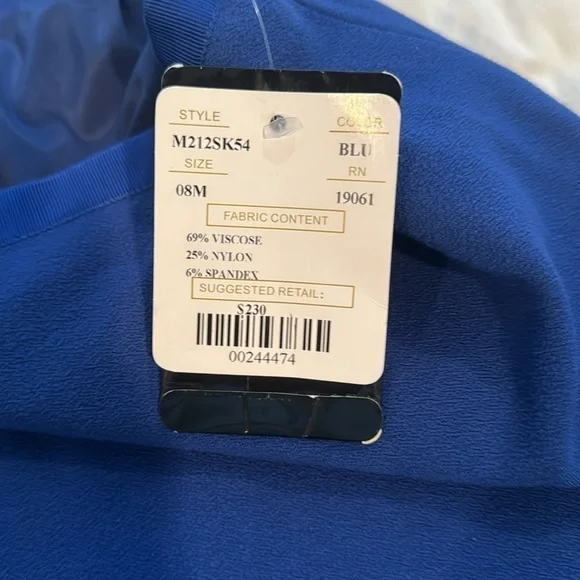 STYLE COLOR
M212SK54 BLU
SIZE RN
08M 19061
FABRIC CONTENT
69% VISCOSE
25% NYLON
6% SPANDEX
SUGGESTED RETAIL:
$230
00244474